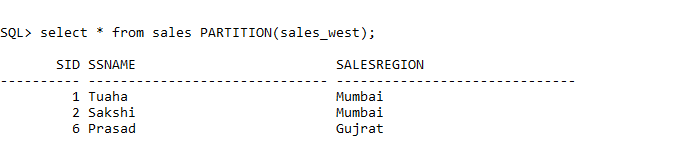 SQL> select * from sales PARTITION(sales_west);
SID SSNAME SALESREGION
---------- ------------------------------ ------------------------------
1 Tuaha Mumbai
2 Sakshi Mumbai
6 Prasad Gujrat